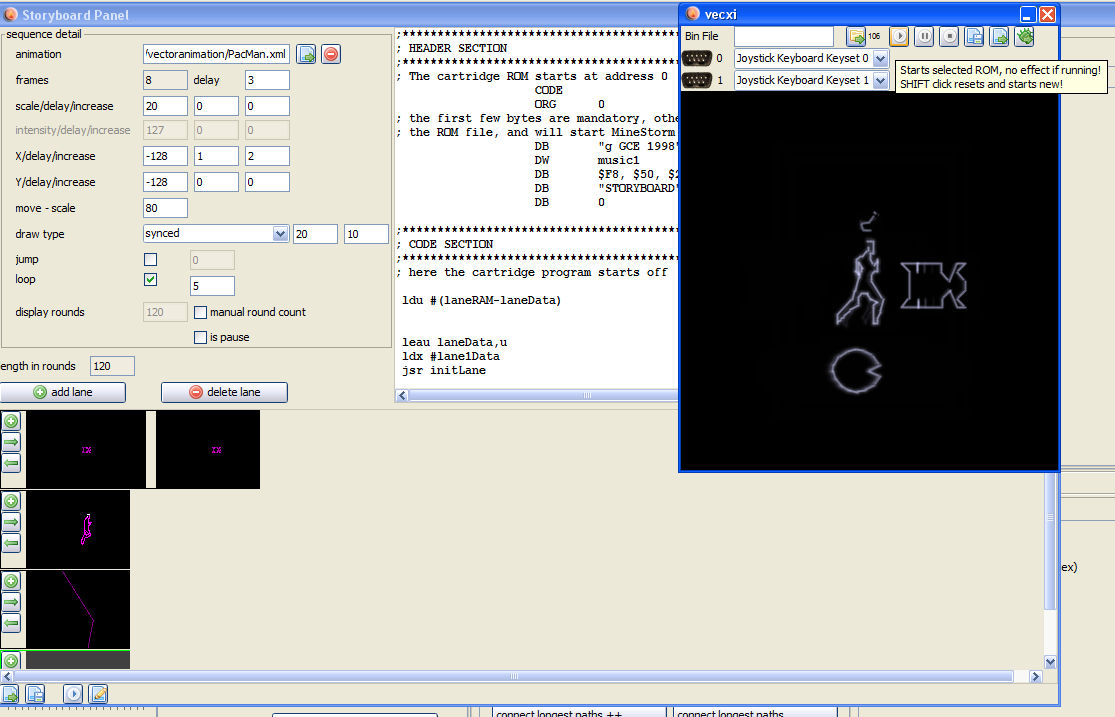 Storyboard Panel
sequence detail
animation /vectoranimation/PacMan.xml
frames 8 delay 3
scale/delay/increase 20 0 0
intensity/delay/increase 127 0 0
X/delay/increase -128 1 2
Y/delay/increase -128 0 0
move - scale 80
draw type synced 20 10
jump 0
loop 5
display rounds 120 manual round count
is pause
ength in rounds 120
add lane delete lane
;***************************************
; HEADER SECTION
;***************************************
; The cartridge ROM starts at address 0
CODE
ORG 0
; the first few bytes are mandatory, othe
; the ROM file, and will start MineStorm
DB "g GCE 1998"
DW music1
DB $F8, $50, $2
DB "STORYBOARD"
DB 0
;***************************************
; CODE SECTION
;***************************************
; here the cartridge program starts off
ldu #(laneRAM-laneData)
leau laneData,u
ldx #lane1Data
jsr initLane
vecxi
Bin File 106
0 Joystick Keyboard Keyset 0
1 Joystick Keyboard Keyset 1
Starts selected ROM, no effect if running!
SHIFT click resets and starts new!
ex)
connect longest paths ++ connect longest paths